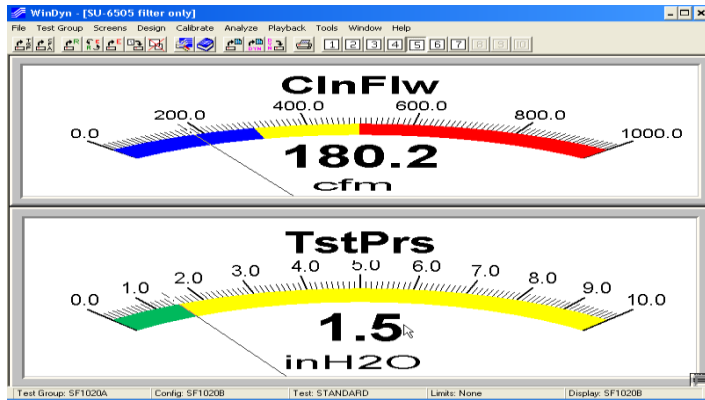 WinDyn - [SU-6505 filter only]
File Test Group Screens Design Calibrate Analyze Playback Tools Window Help
1 2 3 4 5 6 7 8 9 10
ClnFlw
0.0 200.0 400.0 600.0 800.0 1000.0
180.2
cfm
TstPrs
0.0 1.0 2.0 3.0 4.0 5.0 6.0 7.0 8.0 9.0 10.0
1.5
inH2O
Test Group: SF1020A Config: SF1020B Test: STANDARD Limits: None Display: SF1020B